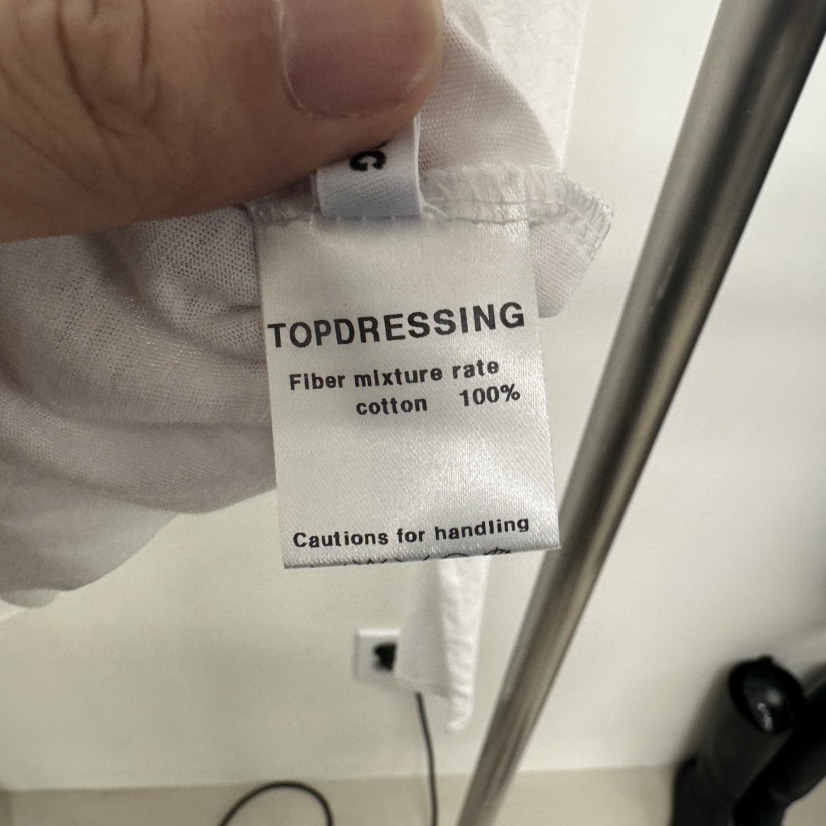 G
TOPDRESSING
Fiber mixture rate
cotton 100%
Cautions for handling